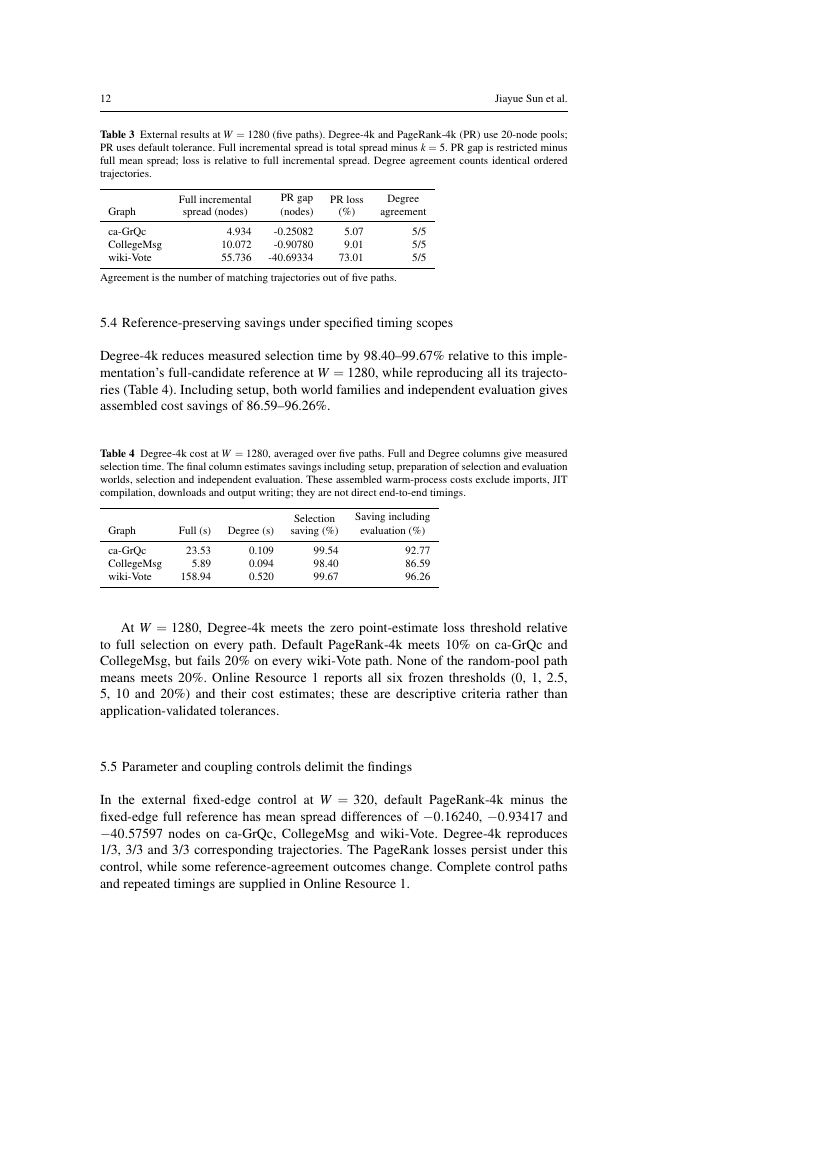 12 Jiayue Sun et al.
Table 3 External results at W = 1280 (five paths). Degree-4k and PageRank-4k (PR) use 20-node pools;
PR uses default tolerance. Full incremental spread is total spread minus k = 5. PR gap is restricted minus
full mean spread; loss is relative to full incremental spread. Degree agreement counts identical ordered
trajectories.
Full incremental PR gap PR loss Degree
Graph spread (nodes) (nodes) (%) agreement
ca-GrQc 4.934 -0.25082 5.07 5/5
CollegeMsg 10.072 -0.90780 9.01 5/5
wiki-Vote 55.736 -40.69334 73.01 5/5
Agreement is the number of matching trajectories out of five paths.
5.4 Reference-preserving savings under specified timing scopes
Degree-4k reduces measured selection time by 98.40–99.67% relative to this imple-
mentation's full-candidate reference at W = 1280, while reproducing all its trajecto-
ries (Table 4). Including setup, both world families and independent evaluation gives
assembled cost savings of 86.59–96.26%.
Table 4 Degree-4k cost at W = 1280, averaged over five paths. Full and Degree columns give measured
selection time. The final column estimates savings including setup, preparation of selection and evaluation
worlds, selection and independent evaluation. These assembled warm-process costs exclude imports, JIT
compilation, downloads and output writing; they are not direct end-to-end timings.
Selection Saving including
Graph Full (s) Degree (s) saving (%) evaluation (%)
ca-GrQc 23.53 0.109 99.54 92.77
CollegeMsg 5.89 0.094 98.40 86.59
wiki-Vote 158.94 0.520 99.67 96.26
At W = 1280, Degree-4k meets the zero point-estimate loss threshold relative
to full selection on every path. Default PageRank-4k meets 10% on ca-GrQc and
CollegeMsg, but fails 20% on every wiki-Vote path. None of the random-pool path
means meets 20%. Online Resource 1 reports all six frozen thresholds (0, 1, 2.5,
5, 10 and 20%) and their cost estimates; these are descriptive criteria rather than
application-validated tolerances.
5.5 Parameter and coupling controls delimit the findings
In the external fixed-edge control at W = 320, default PageRank-4k minus the
fixed-edge full reference has mean spread differences of −0.16240, −0.93417 and
−40.57597 nodes on ca-GrQc, CollegeMsg and wiki-Vote. Degree-4k reproduces
1/3, 3/3 and 3/3 corresponding trajectories. The PageRank losses persist under this
control, while some reference-agreement outcomes change. Complete control paths
and repeated timings are supplied in Online Resource 1.